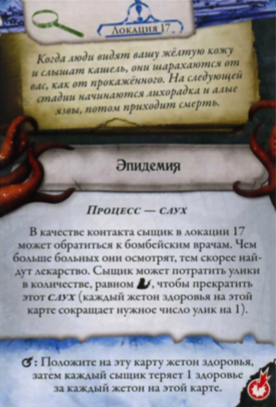 Локация 17
Когда люди видят вашу жёлтую кожу
и слышат кашель, они шарахаются от
вас, как от прокажённого. На следующей
стадии начинаются лихорадка и алые
язвы, потом приходит смерть.
Эпидемия
Процесс — слух
В качестве контакта сыщик в локации 17
может обратиться к бомбейским врачам. Чем
больше больных они осмотрят, тем скорее най-
дут лекарство. Сыщик может потратить улики
в количестве, равном , чтобы прекратить
этот слух (каждый жетон здоровья на этой
карте сокращает нужное число улик на 1).
: Положите на эту карту жетон здоровья,
затем каждый сыщик теряет 1 здоровье
за каждый жетон на этой карте.